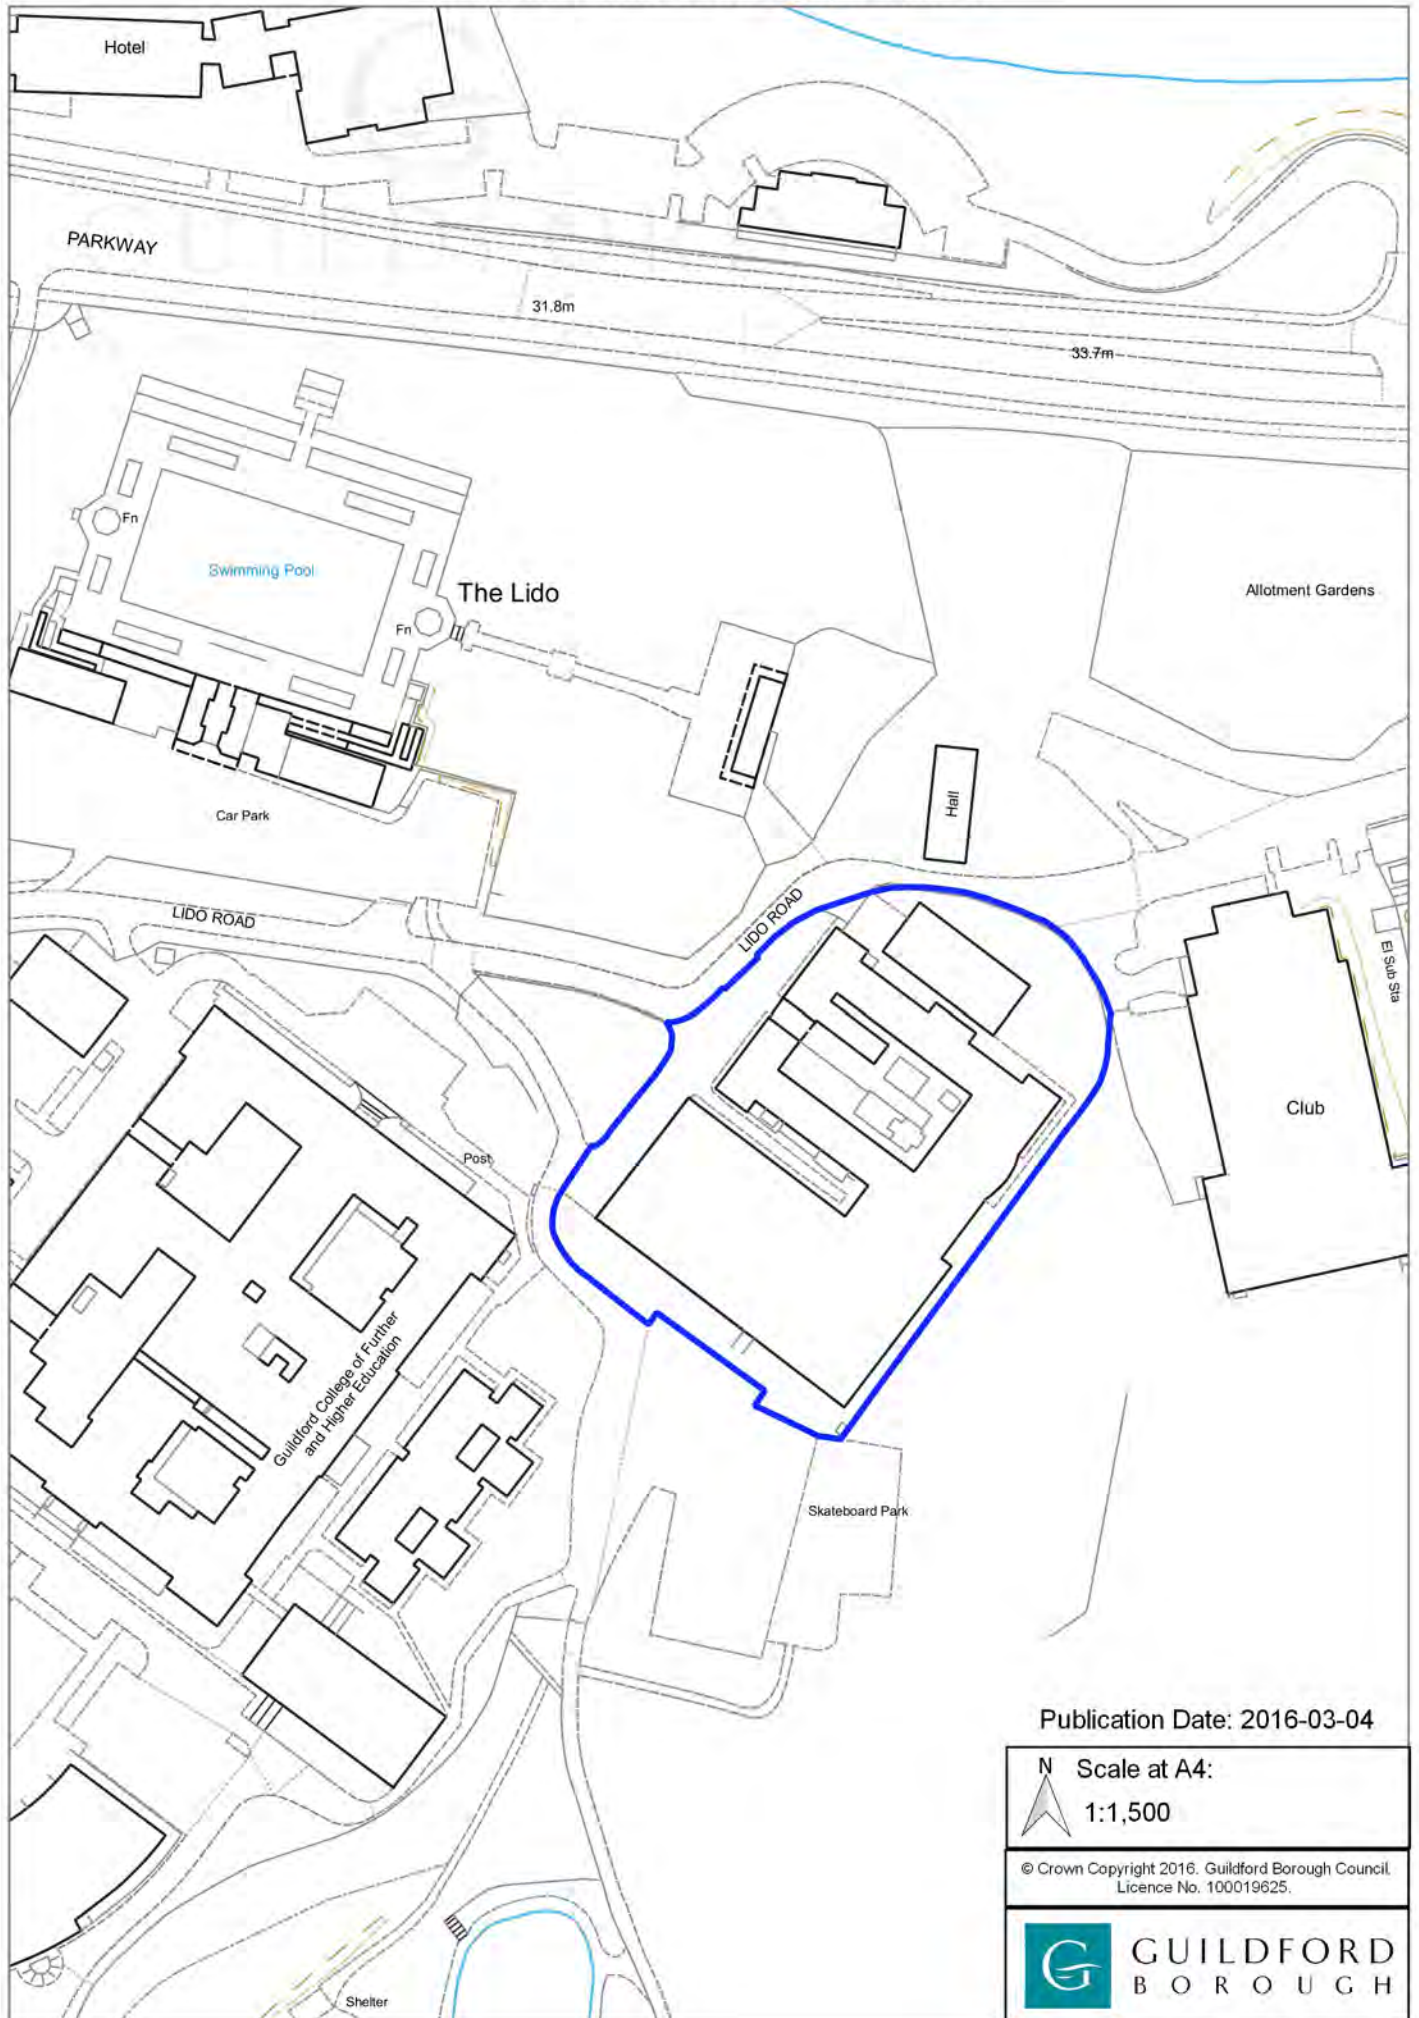 Hotel
PARKWAY
31.8m
33.7m
Fn
Swimming Pool
The Lido
Fn
Allotment Gardens
Hall
Car Park
LIDO ROAD
LIDO ROAD
El Sub Sta
Club
Post
Guildford College of Further
and Higher Education
Skateboard Park
Shelter
Publication Date: 2016-03-04
N
Scale at A4:
1:1,500
© Crown Copyright 2016. Guildford Borough Council.
Licence No. 100019625.
G
GUILDFORD
BOROUGH